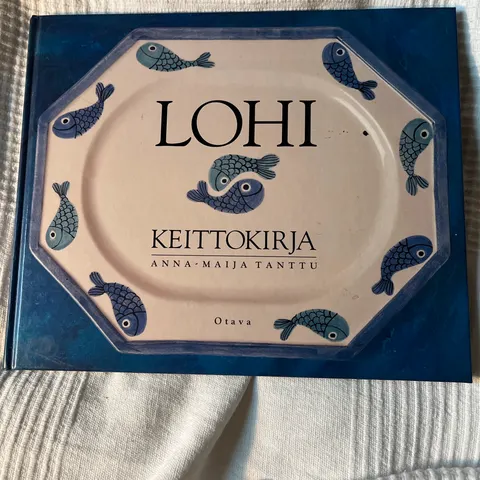 LOHI
KEITTOKIRJA
ANNA-MAIJA TANTTU
Otava